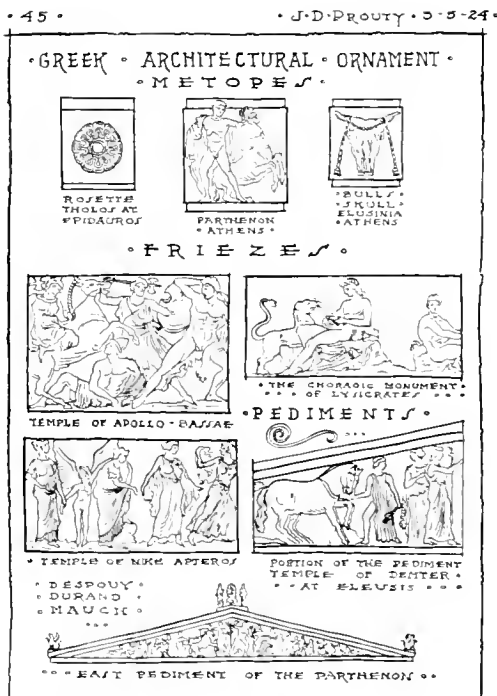 • 45 •
• J • D • PROUTY • 3-5-24 •
• GREEK • ARCHITECTURAL • ORNAMENT •
• METOPES •
ROSETTE
THOLOS AT
EPIDAUROS
PARTHENON
ATHENS •
• BULLS •
• SKULL •
ELUSINIA
• ATHENS
• FRIEZES •
TEMPLE OF APOLLO - BASSAE
• THE CHORAGIC MONUMENT •
• • • OF LYSICRATES • • •
• PEDIMENTS •
• TEMPLE OF NIKE APTEROS
PORTION OF THE PEDIMENT
TEMPLE OF DEMTER •
• • AT ELEUSIS • • •
• DESPOUY •
• DURAND •
• MAUCH •
• • • EAST PEDIMENT OF THE PARTHENON • •